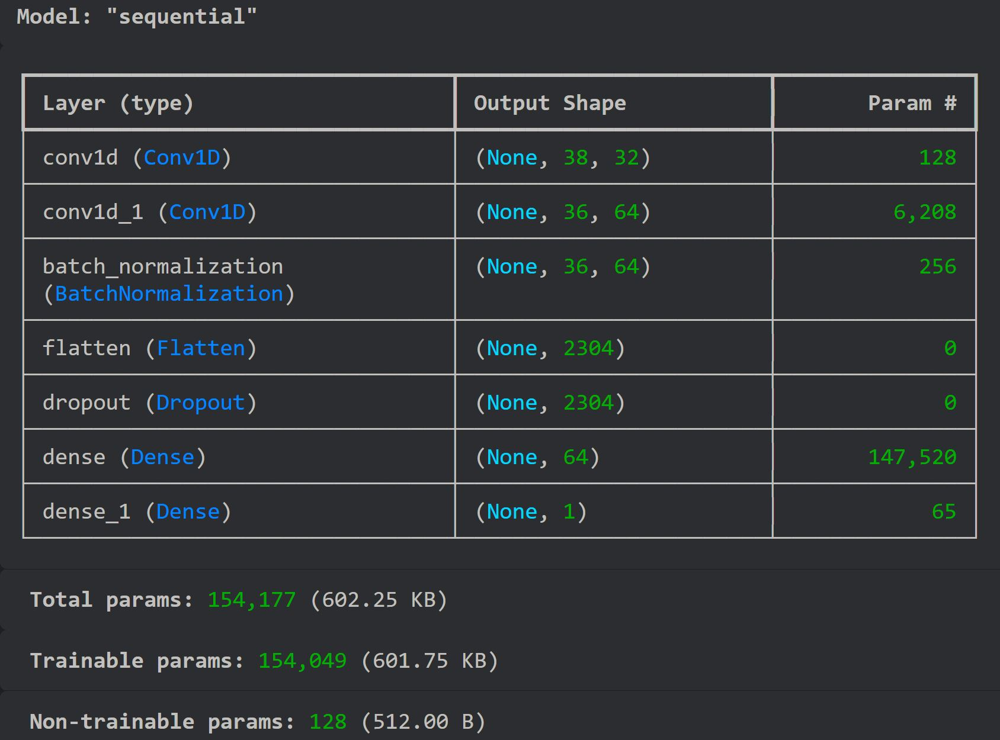 Model: "sequential"
Layer (type) Output Shape Param #
conv1d (Conv1D) (None, 38, 32) 128
conv1d_1 (Conv1D) (None, 36, 64) 6,208
batch_normalization (None, 36, 64) 256
(BatchNormalization)
flatten (Flatten) (None, 2304) 0
dropout (Dropout) (None, 2304) 0
dense (Dense) (None, 64) 147,520
dense_1 (Dense) (None, 1) 65
Total params: 154,177 (602.25 KB)
Trainable params: 154,049 (601.75 KB)
Non-trainable params: 128 (512.00 B)